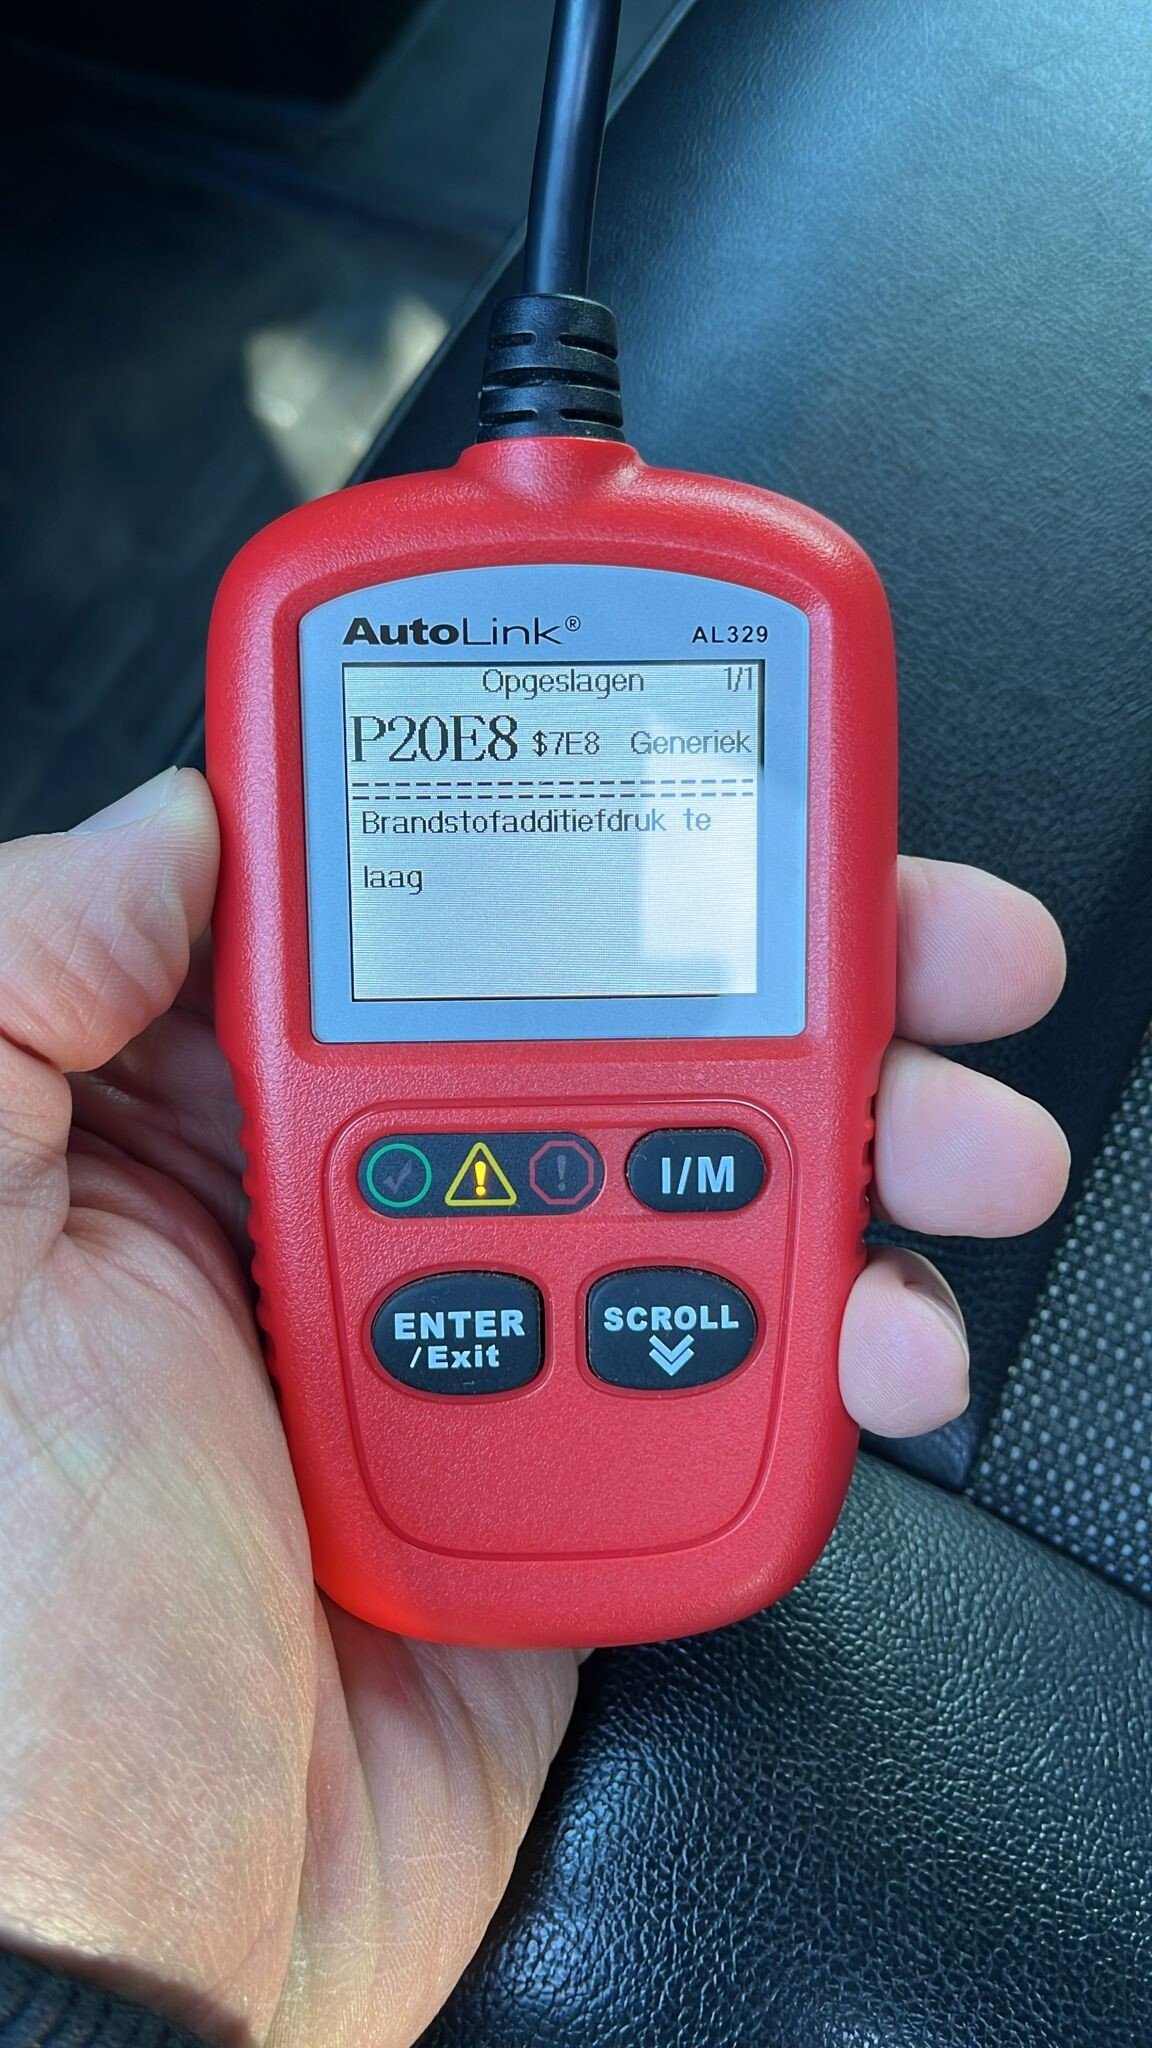 AutoLink®
AL329
Opgeslagen 1/1
P20E8 $7E8 Generiek
Brandstofadditiefdruk te
laag
I/M
ENTER
/Exit
SCROLL